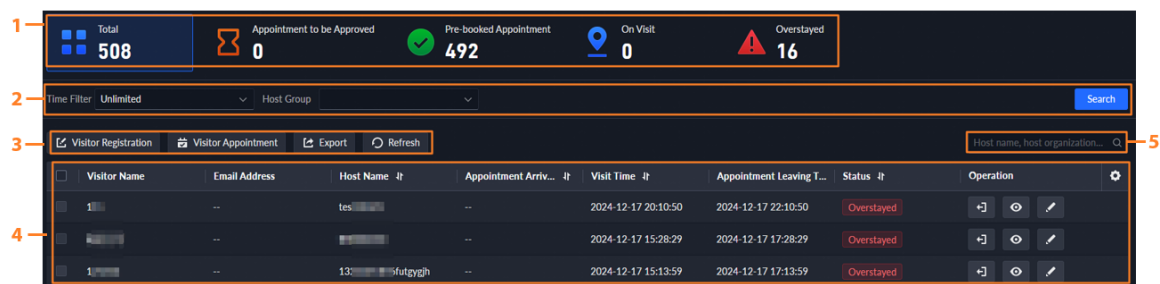 1
Total
508
Appointment to be Approved
0
Pre-booked Appointment
492
On Visit
0
Overstayed
16
2
Time Filter Unlimited Host Group Search
3
Visitor Registration Visitor Appointment Export Refresh
Host name, host organization...
5
Visitor Name Email Address Host Name Appointment Arriv... Visit Time Appointment Leaving T... Status Operation
1 -- tes -- 2024-12-17 20:10:50 2024-12-17 22:10:50 Overstayed
4
-- -- 2024-12-17 15:28:29 2024-12-17 17:28:29 Overstayed
1 -- futgygjh -- 2024-12-17 15:13:59 2024-12-17 17:13:59 Overstayed